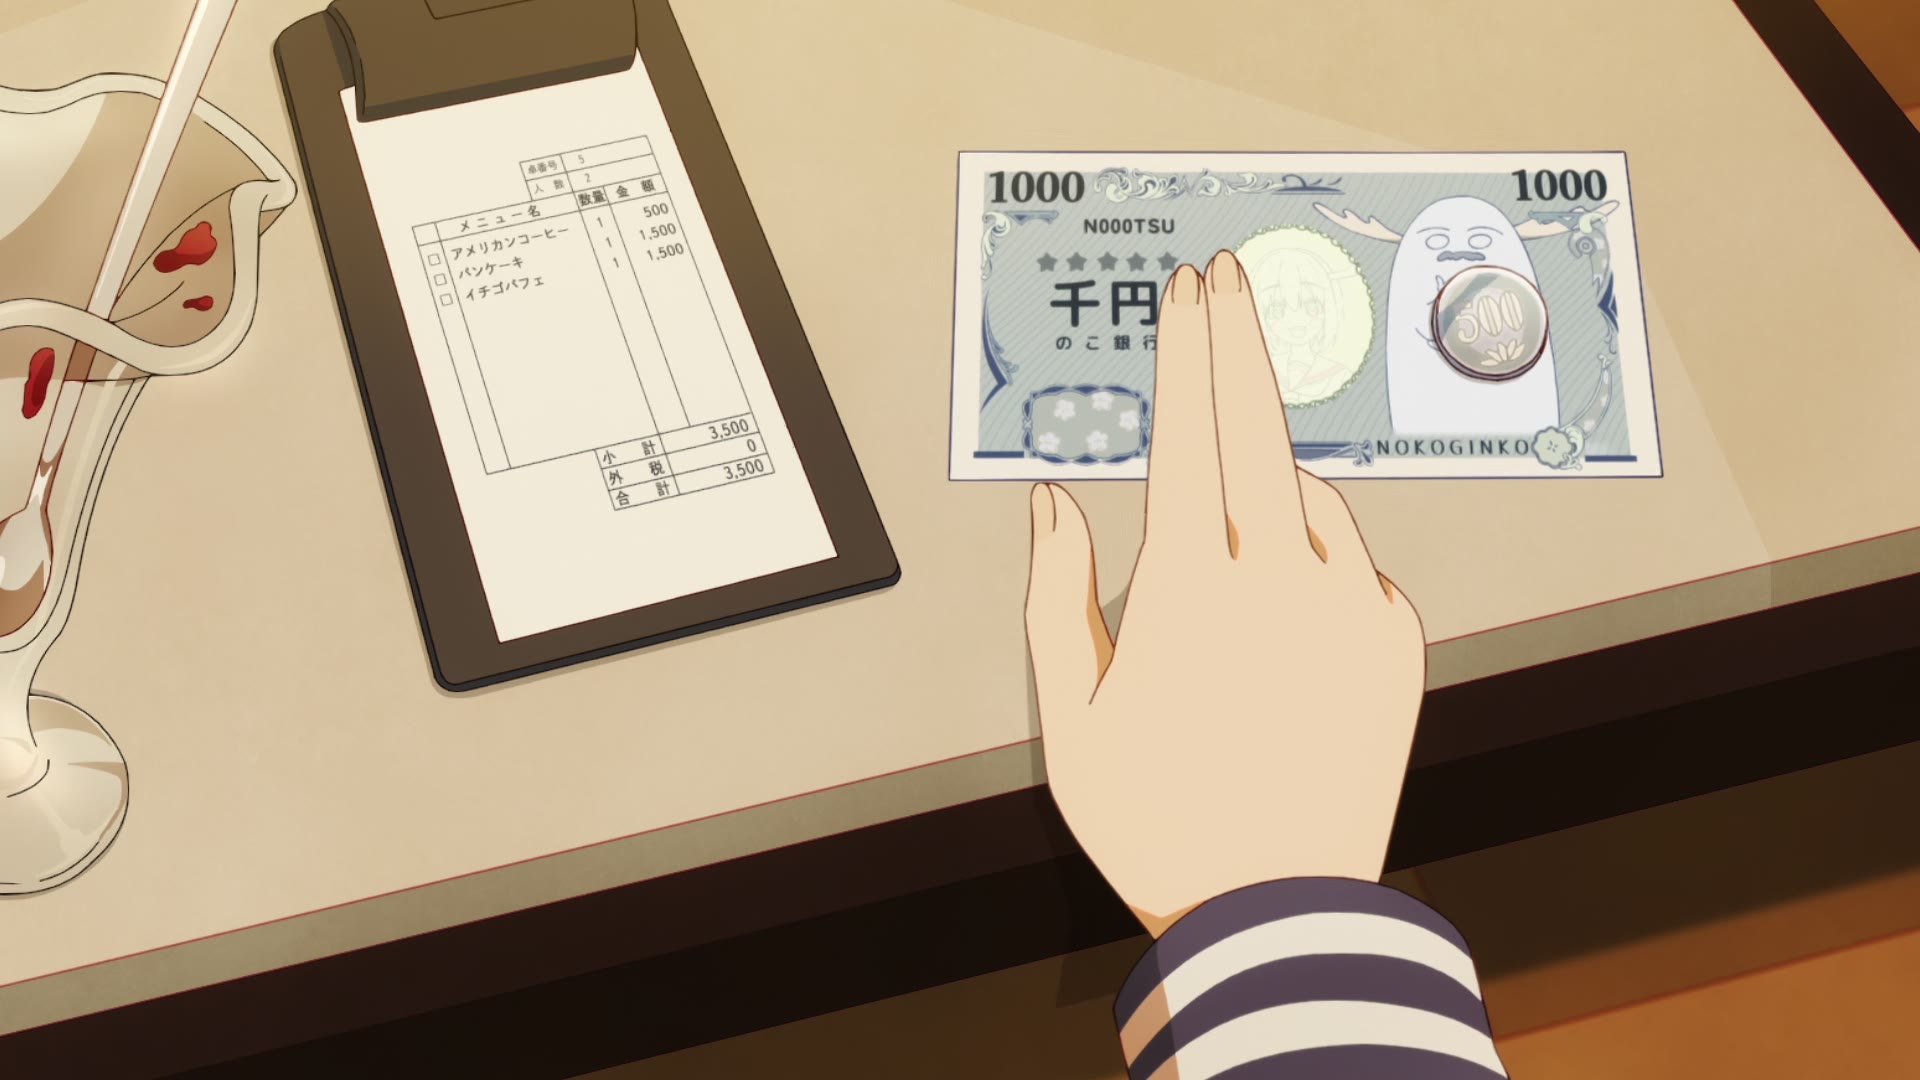 卓番号 5
人 数 2
メニュー名 数量 金 額
アメリカンコーヒー 1 500
パンケーキ 1 1,500
イチゴパフェ 1 1,500
小 計 3,500
外 税 0
合 計 3,500
1000 1000
N000TSU
★★★★★
千円
のこ銀行
500
NOKOGINKO